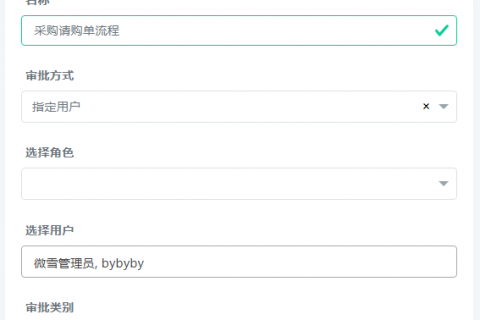 名称
采购请购单流程
审批方式
指定用户
×
选择角色
选择用户
微雪管理员, bybyby
审批类别